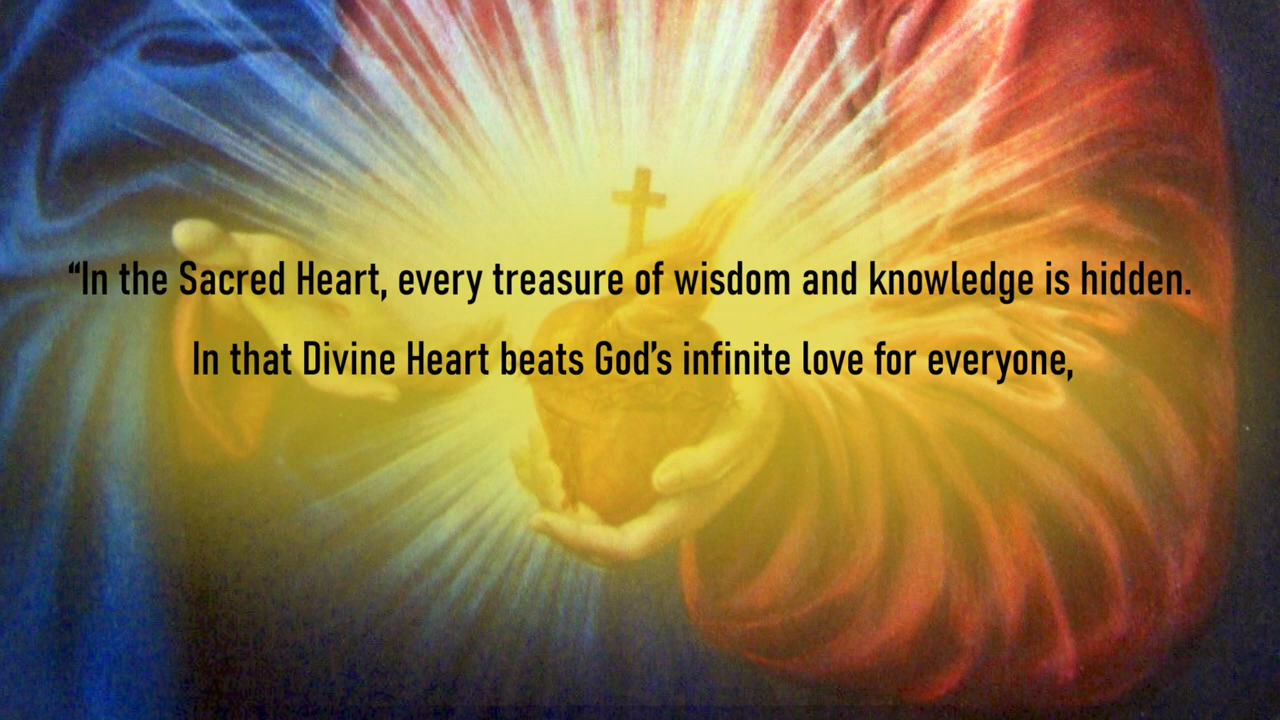 “In the Sacred Heart, every treasure of wisdom and knowledge is hidden.
In that Divine Heart beats God’s infinite love for everyone,